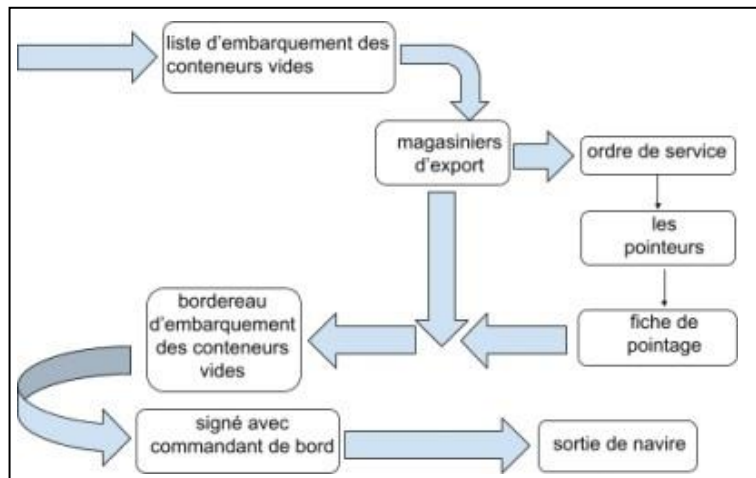 liste d'embarquement des
conteneurs vides
magasiniers
d'export
ordre de service
les
pointeurs
fiche de
pointage
bordereau
d'embarquement
des conteneurs
vides
signé avec
commandant de bord
sortie de navire